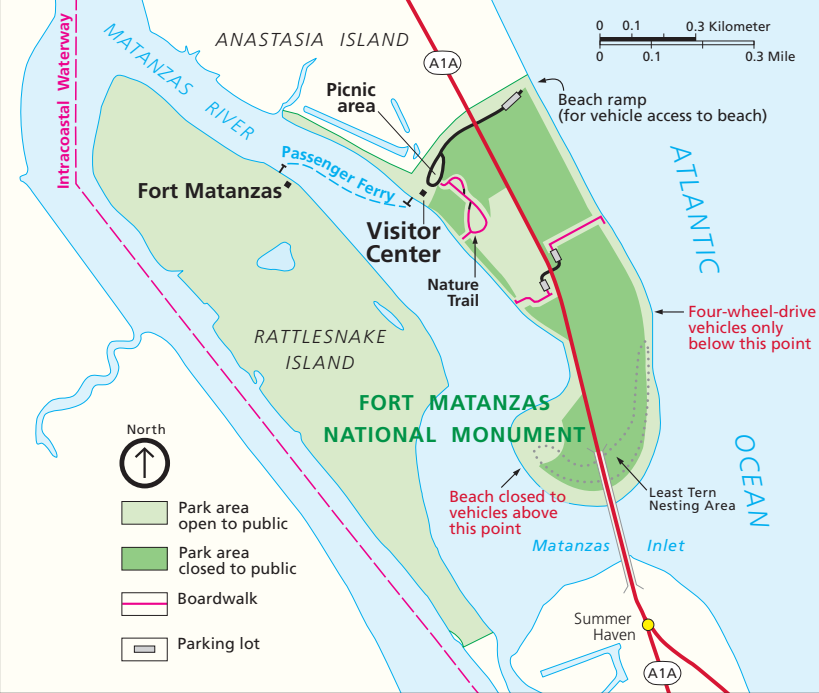 Intracoastal Waterway
MATANZAS RIVER
ANASTASIA ISLAND
A1A
0 0.1 0.3 Kilometer
0 0.1 0.3 Mile
Picnic
area
Beach ramp
(for vehicle access to beach)
Passenger Ferry
Fort Matanzas
Visitor
Center
ATLANTIC
Nature
Trail
Four-wheel-drive
vehicles only
below this point
RATTLESNAKE
ISLAND
FORT MATANZAS
NATIONAL MONUMENT
North
OCEAN
Beach closed to
vehicles above
this point
Least Tern
Nesting Area
Park area
open to public
Matanzas Inlet
Park area
closed to public
Boardwalk
Summer
Haven
Parking lot
A1A